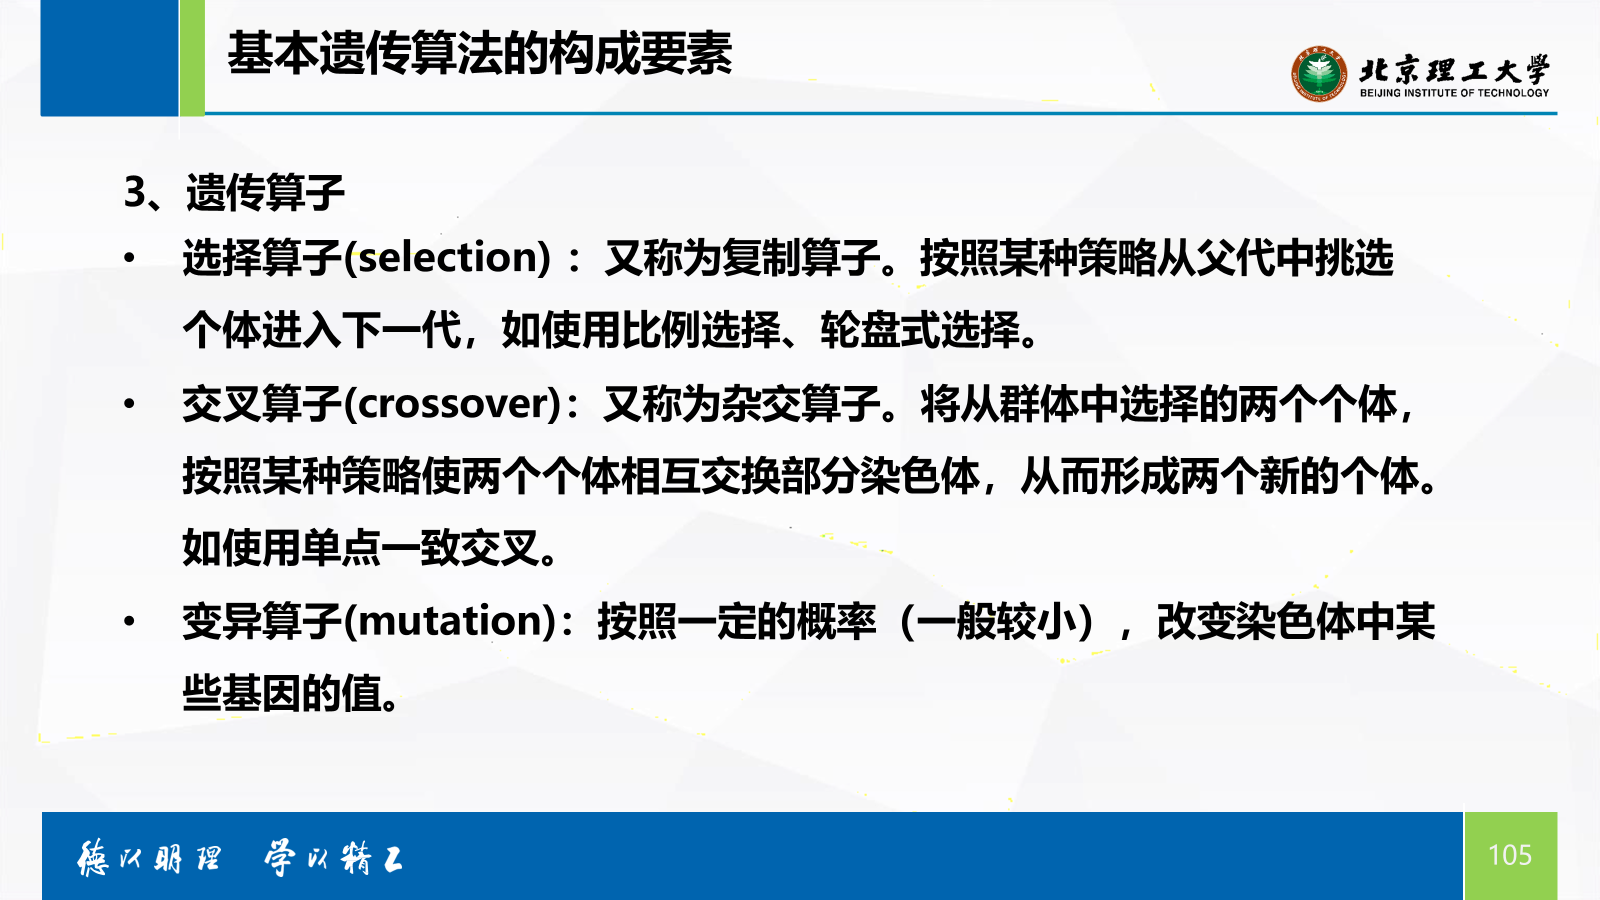 基本遗传算法的构成要素
北京理工大学
BEIJING INSTITUTE OF TECHNOLOGY
3、遗传算子
• 选择算子(selection) ：又称为复制算子。按照某种策略从父代中挑选
个体进入下一代，如使用比例选择、轮盘式选择。
• 交叉算子(crossover)：又称为杂交算子。将从群体中选择的两个个体，
按照某种策略使两个个体相互交换部分染色体，从而形成两个新的个体。
如使用单点一致交叉。
• 变异算子(mutation)：按照一定的概率（一般较小），改变染色体中某
些基因的值。
德以明理 学以精工
105